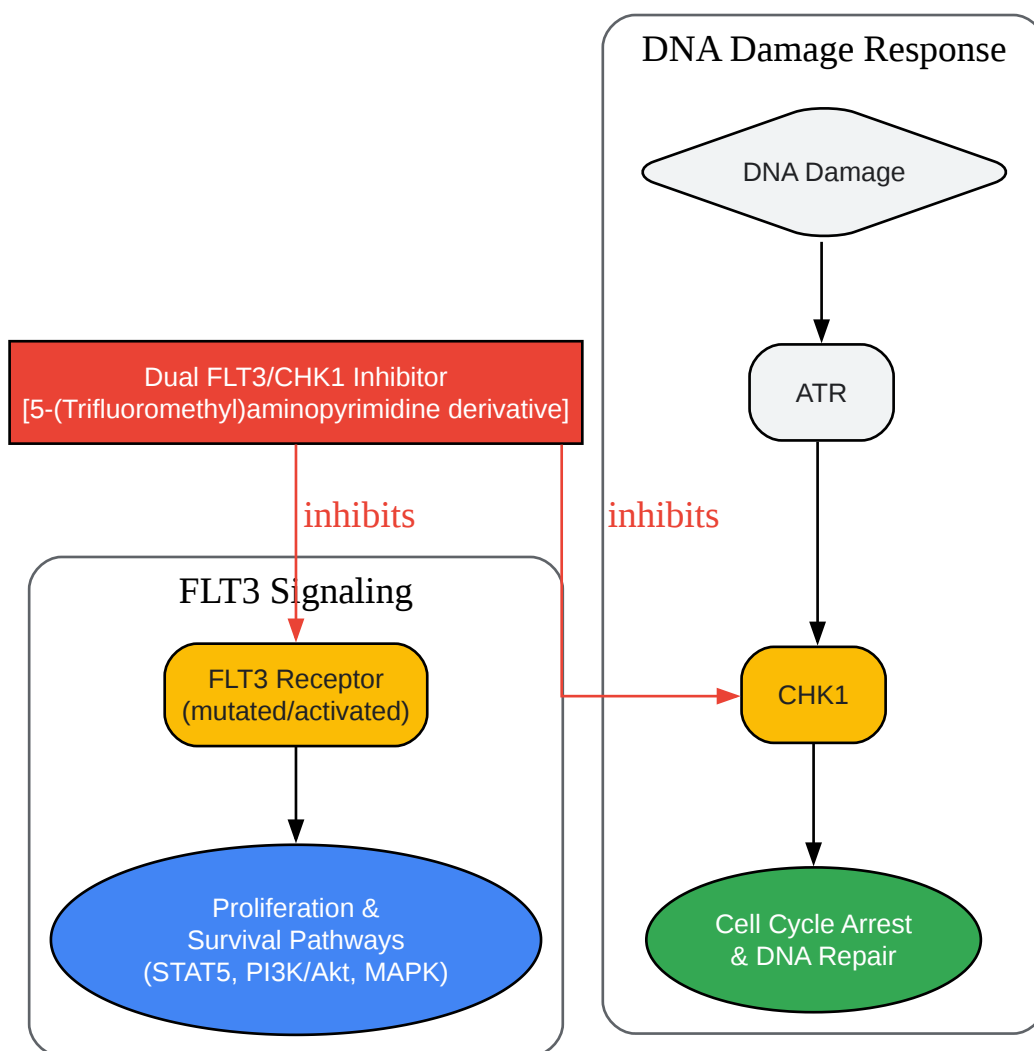 DNA Damage Response
DNA Damage
Dual FLT3/CHK1 Inhibitor
[5-(Trifluoromethyl)aminopyrimidine derivative]
ATR
inhibits
inhibits
FLT3 Signaling
FLT3 Receptor
(mutated/activated)
CHK1
Proliferation &
Survival Pathways
(STAT5, PI3K/Akt, MAPK)
Cell Cycle Arrest
& DNA Repair